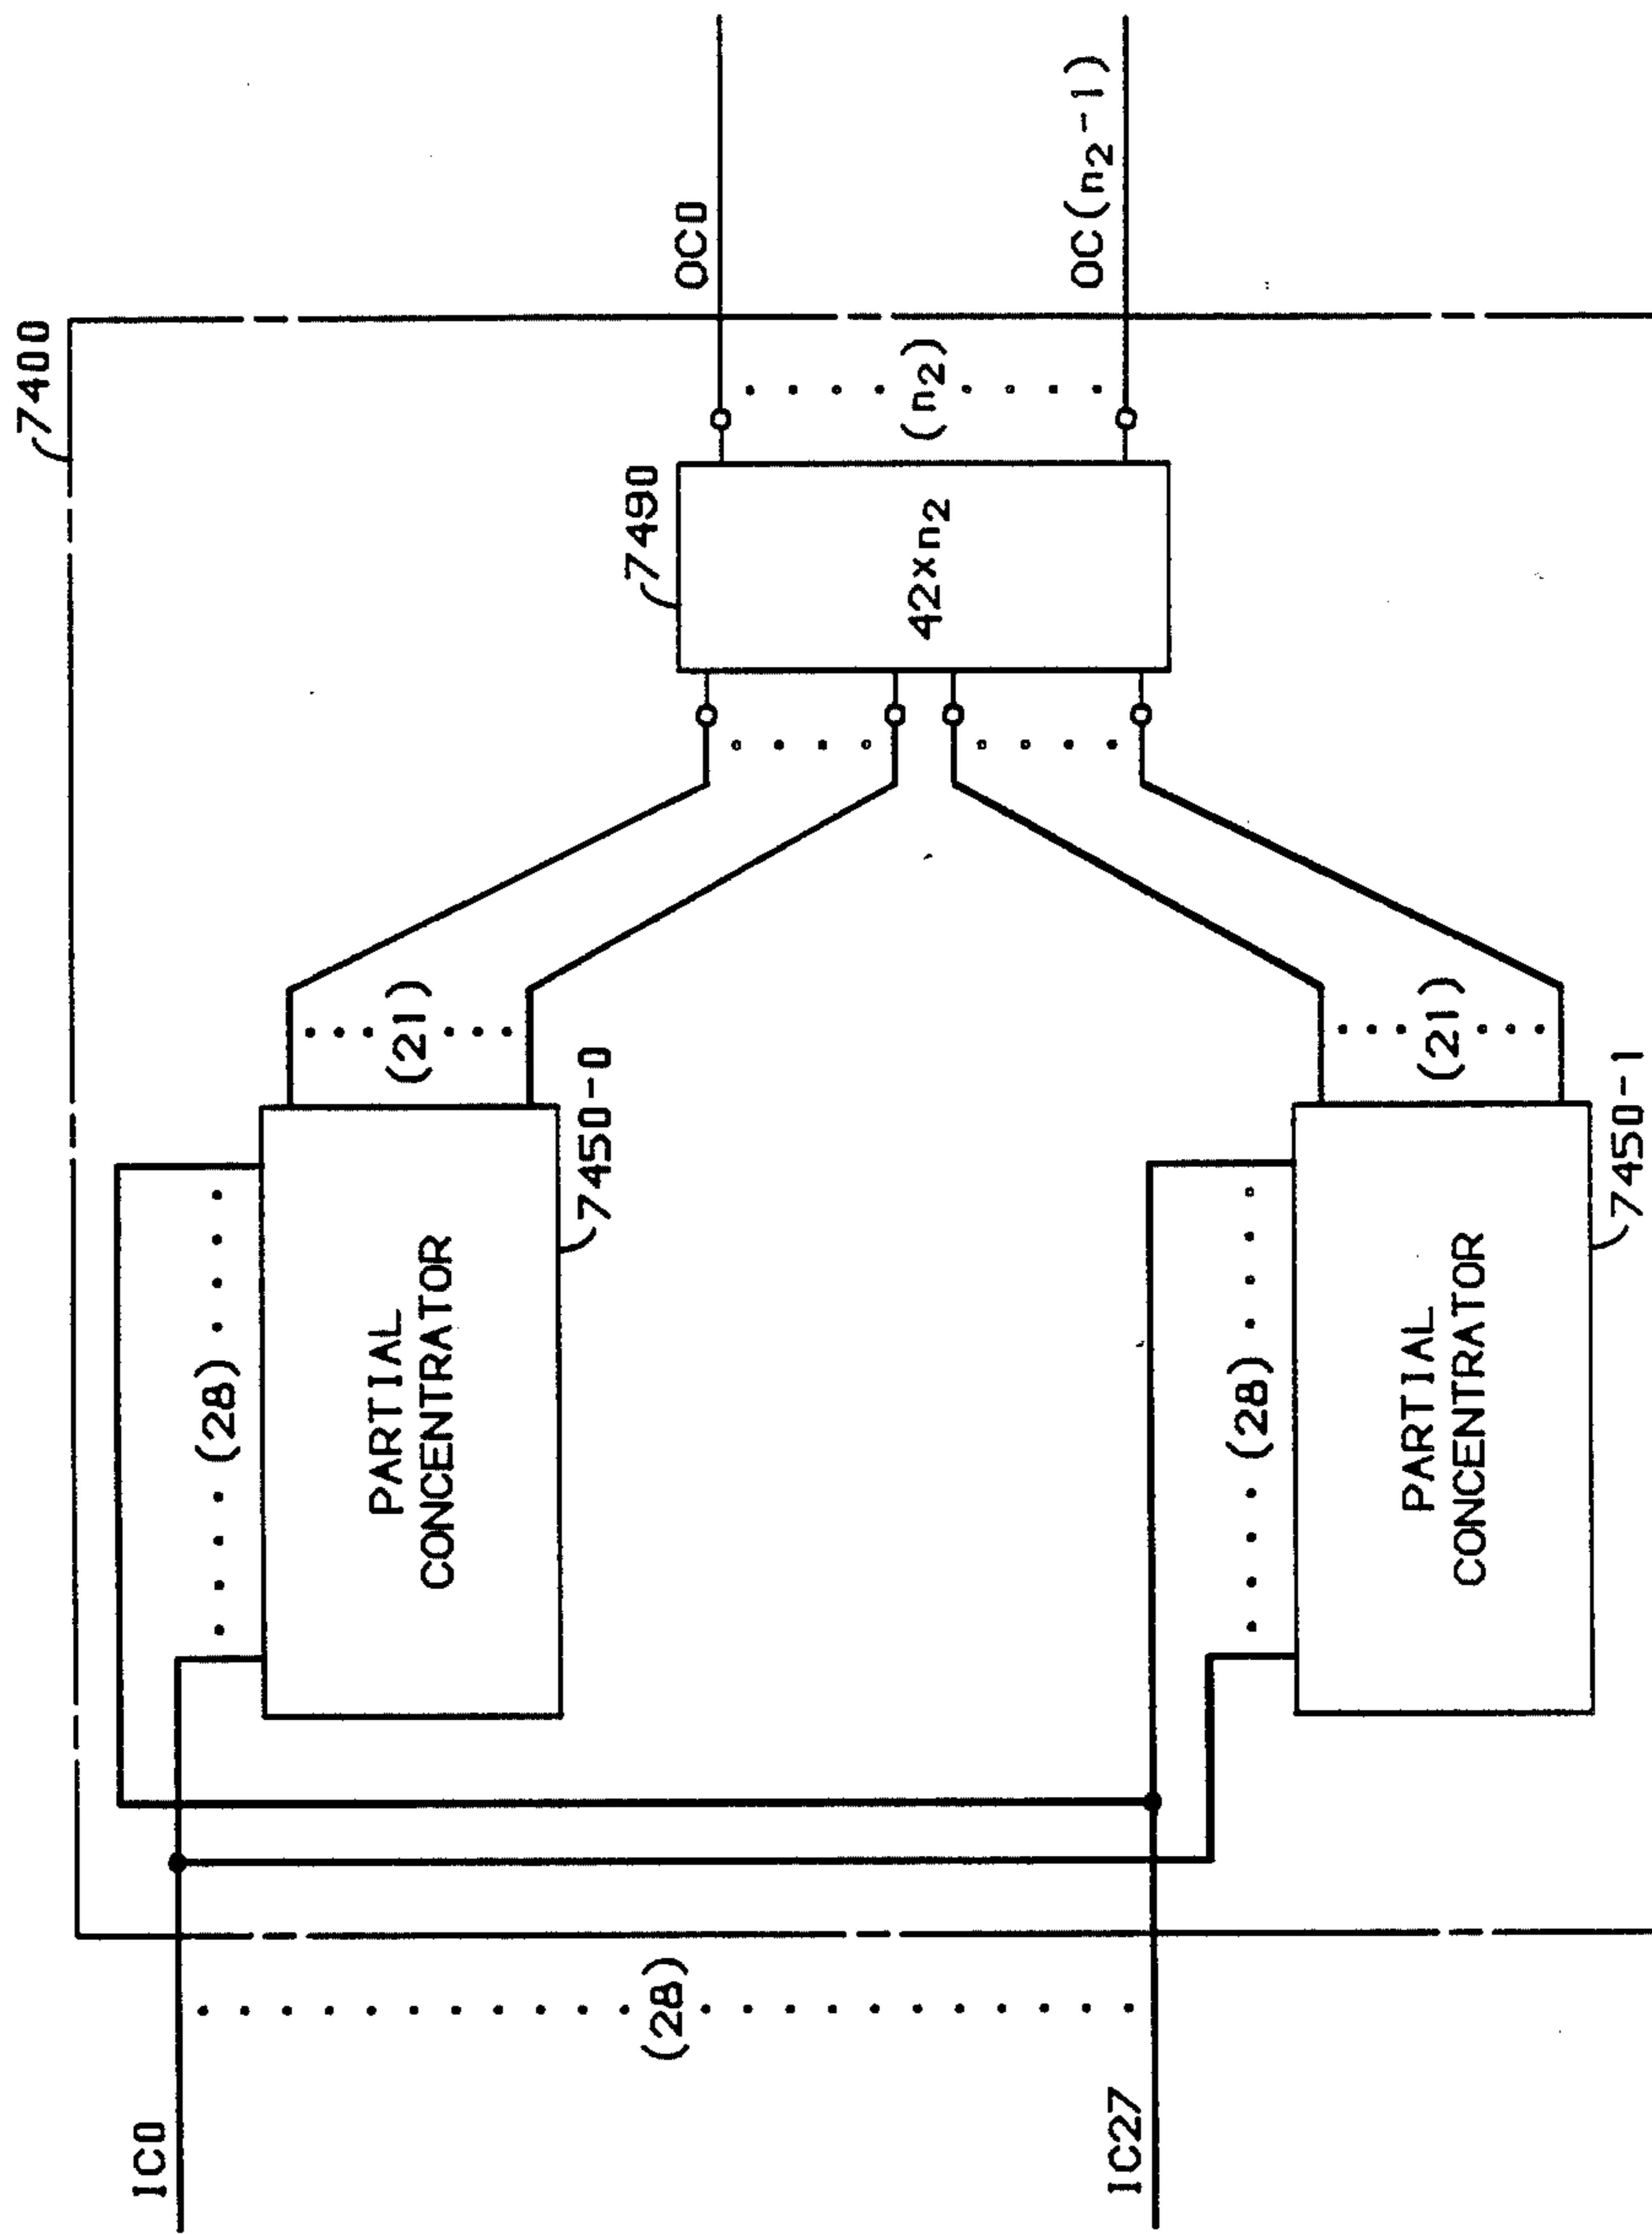 7400
IC0
(28)
IC27
(28)
PARTIAL
CONCENTRATOR
7450-0
(21)
(28)
PARTIAL
CONCENTRATOR
7450-1
(21)
7490
42xn₂
(n₂)
OC0
OC(n₂-1)